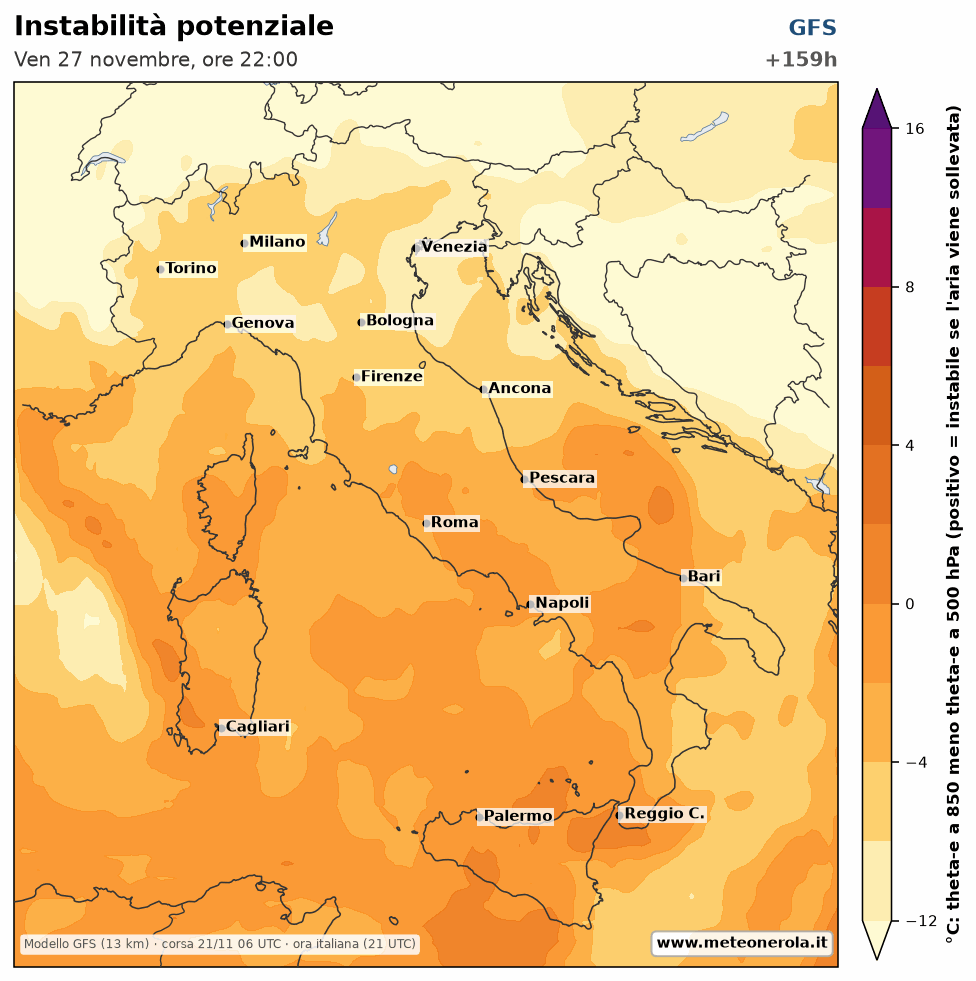 Instabilità potenziale
GFS
Ven 27 novembre, ore 22:00
+159h
Milano
Venezia
Torino
Genova
Bologna
Firenze
Ancona
Pescara
Roma
Bari
Napoli
Cagliari
Palermo
Reggio C.
Modello GFS (13 km) · corsa 21/11 06 UTC · ora italiana (21 UTC)
www.meteonerola.it
16
8
4
0
−4
−12
°C: theta-e a 850 meno theta-e a 500 hPa (positivo = instabile se l'aria viene sollevata)